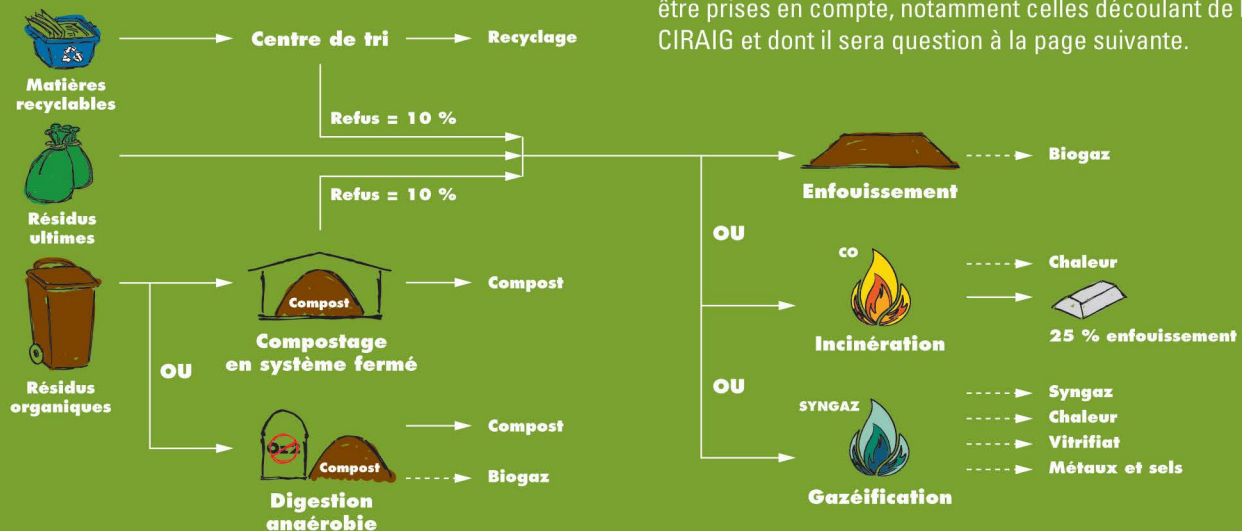 être prises en compte, notamment celles découlant de l
CIRAIG et dont il sera question à la page suivante.
Matières
recyclables
Centre de tri
Recyclage
Refus = 10 %
Résidus
ultimes
Refus = 10 %
Résidus
organiques
OU
Compost
Compostage
en système fermé
Compost
Compost
Digestion
anaérobie
Compost
Biogaz
Enfouissement
Biogaz
OU
CO
Incinération
Chaleur
25 % enfouissement
OU
SYNGAZ
Gazéification
Syngaz
Chaleur
Vitrifiat
Métaux et sels